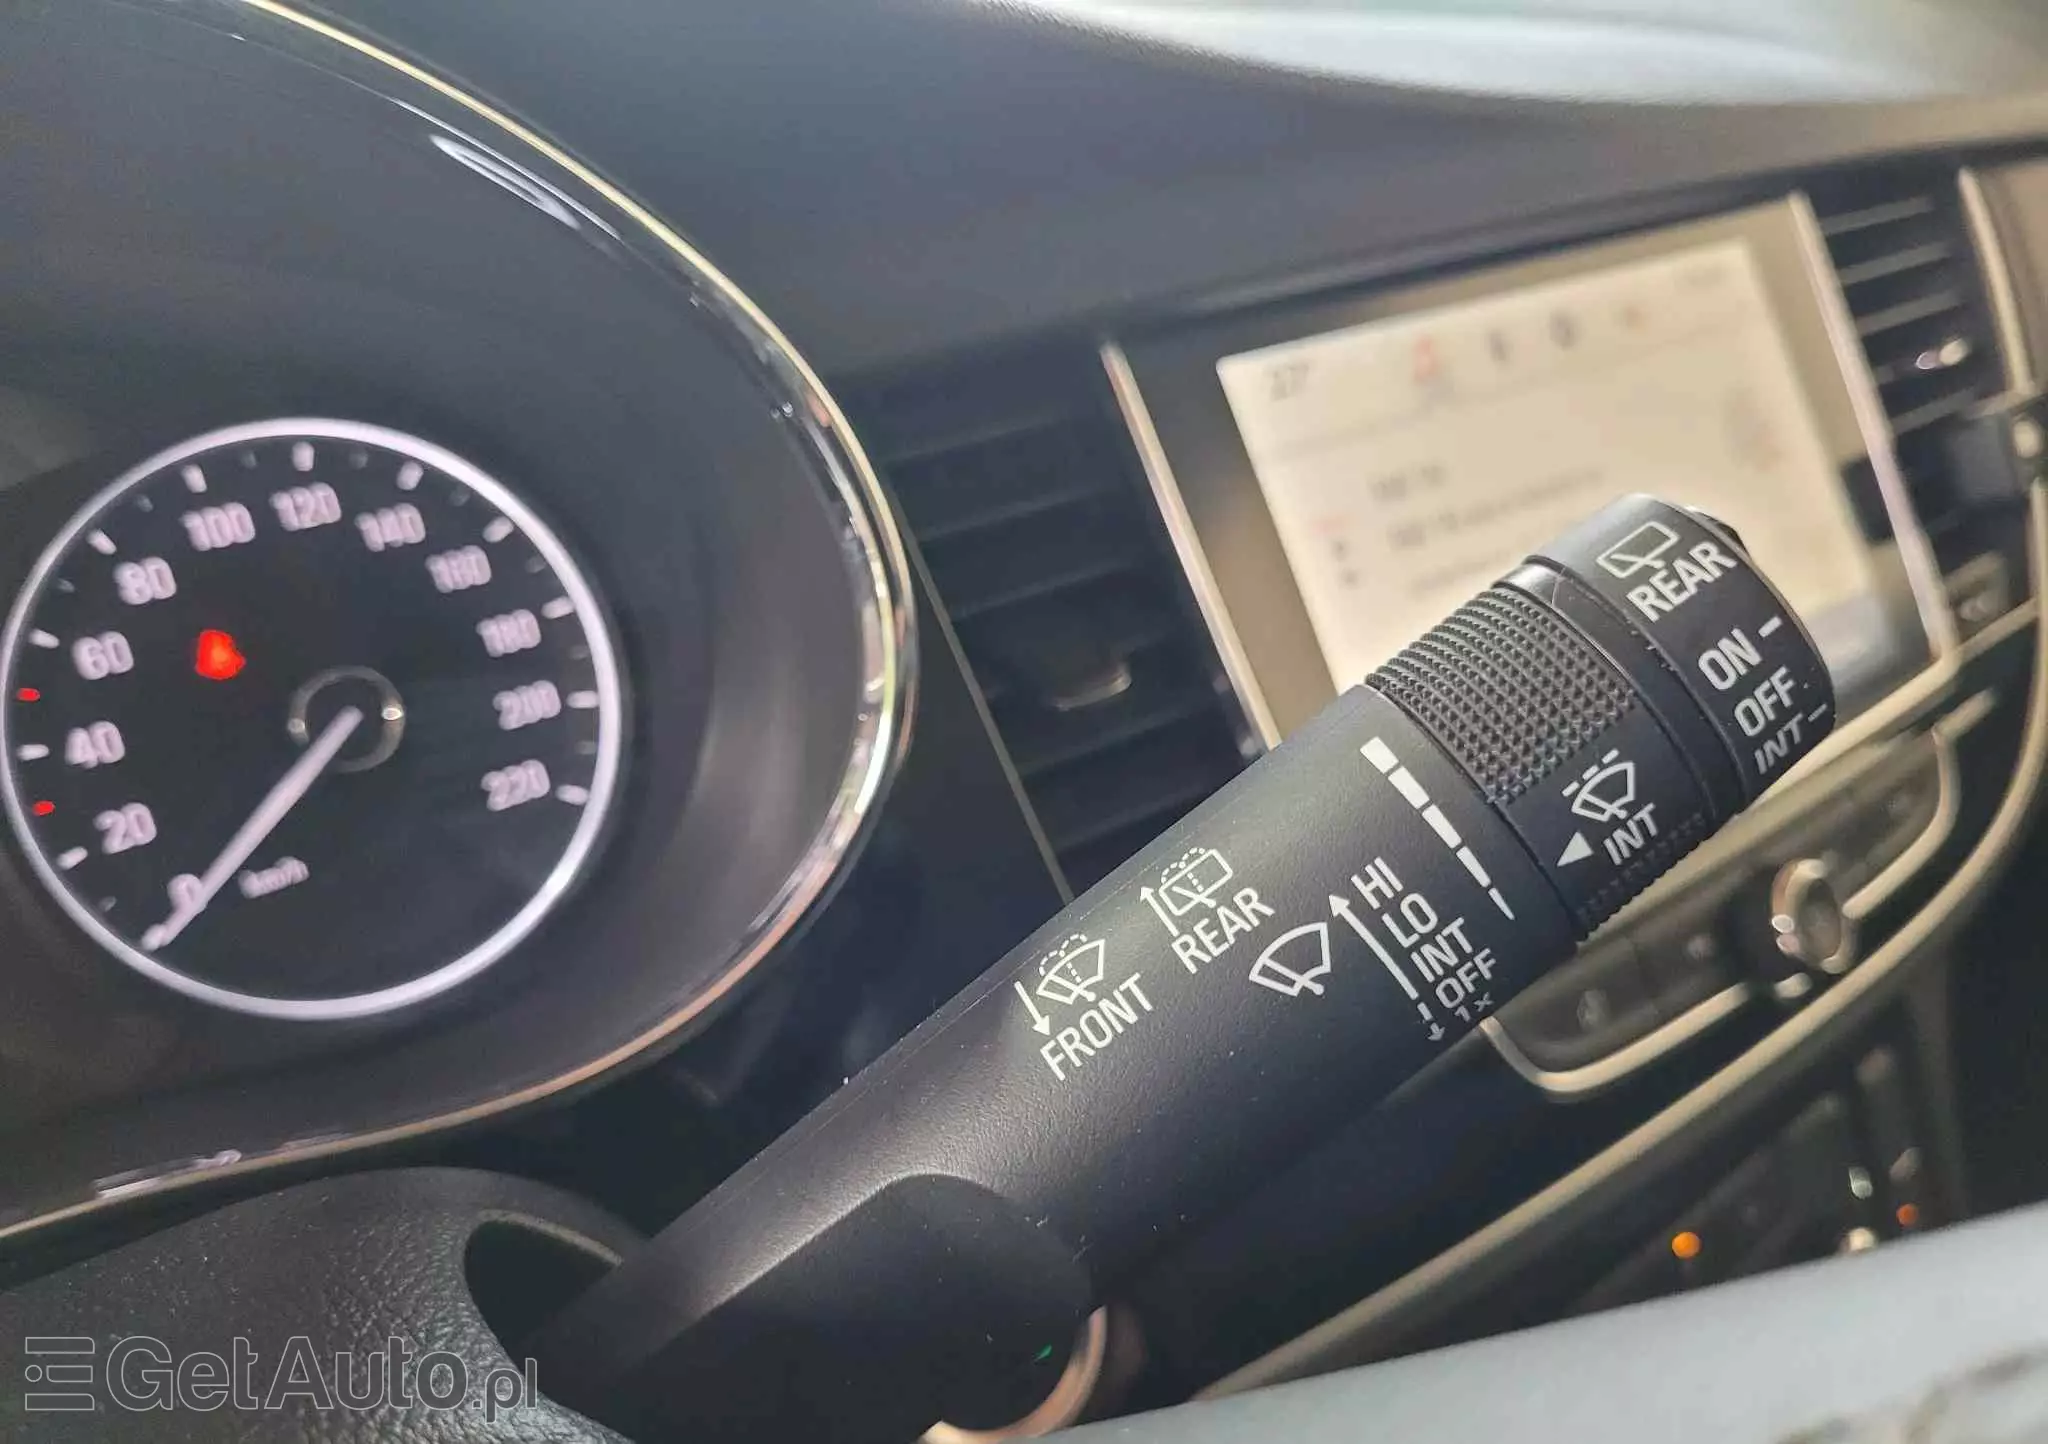 20
40
60
80
100
120
140
160
180
200
220
0
km/h
REAR
ON
OFF
INT
INT
HI
LO
INT
OFF
1x
REAR
FRONT
GetAuto.pl